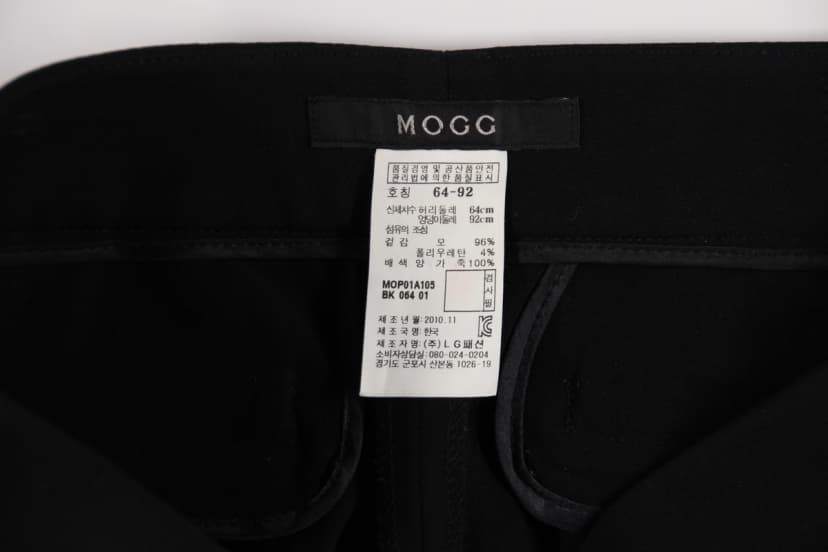 MOGG
품질경영 및 공산품안전
관리법에 의한 품질표시
호칭 64-92
신체치수 허리둘레 64cm
엉덩이둘레 92cm
섬유의 조성
겉감 모 96%
폴리우레탄 4%
배색 양가죽 100%
MOP01A105
BK 064 01
검사필
제조년월: 2010.11
제조국명: 한국
제조자명: (주)LG패션
소비자상담실: 080-024-0204
경기도 군포시 산본동 1026-19